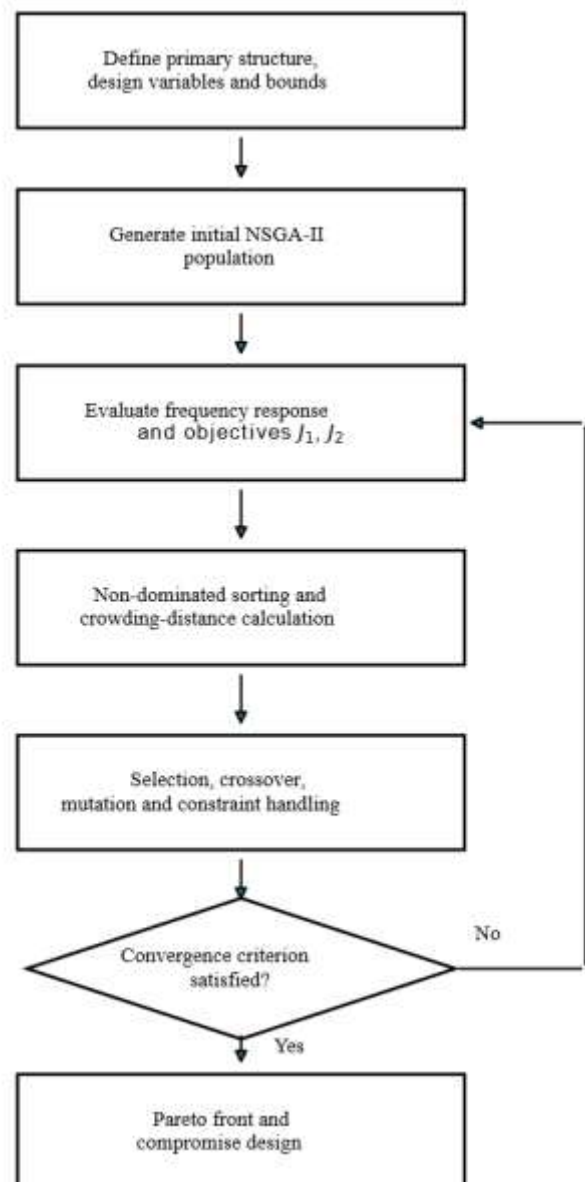 Define primary structure,
design variables and bounds
Generate initial NSGA-II
population
Evaluate frequency response
and objectives J₁, J₂
Non-dominated sorting and
crowding-distance calculation
Selection, crossover,
mutation and constraint handling
Convergence criterion
satisfied?
No
Yes
Pareto front and
compromise design